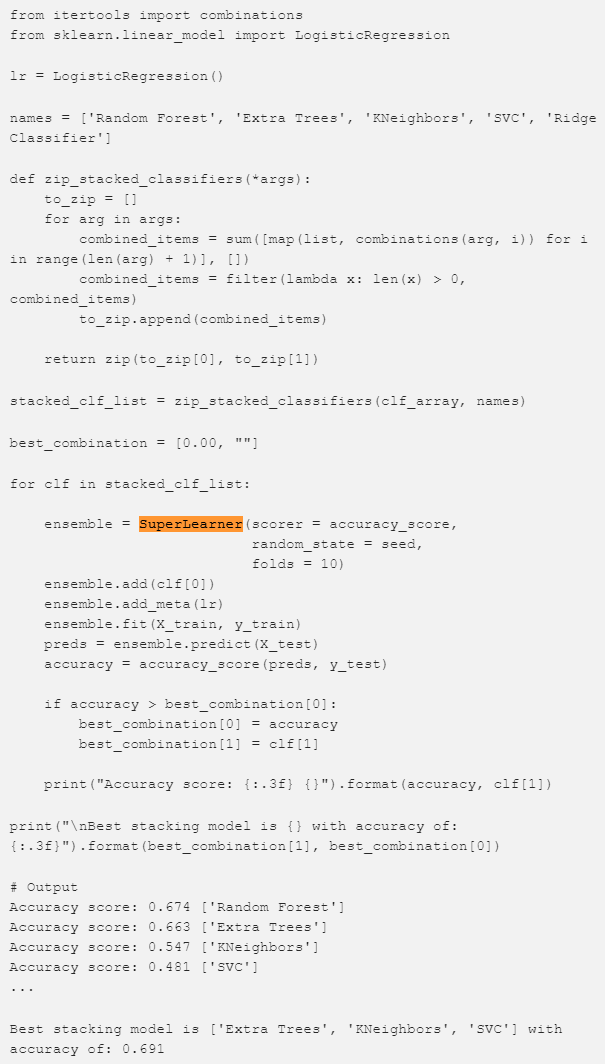 from itertools import combinations
from sklearn.linear_model import LogisticRegression
lr = LogisticRegression()
names = ['Random Forest', 'Extra Trees', 'KNeighbors', 'SVC', 'Ridge
Classifier']
def zip_stacked_classifiers(*args):
    to_zip = []
    for arg in args:
        combined_items = sum([map(list, combinations(arg, i)) for i
in range(len(arg) + 1)], [])
        combined_items = filter(lambda x: len(x) > 0,
combined_items)
        to_zip.append(combined_items)
    return zip(to_zip[0], to_zip[1])
stacked_clf_list = zip_stacked_classifiers(clf_array, names)
best_combination = [0.00, ""]
for clf in stacked_clf_list:
    ensemble = SuperLearner(scorer = accuracy_score,
                            random_state = seed,
                            folds = 10)
    ensemble.add(clf[0])
    ensemble.add_meta(lr)
    ensemble.fit(X_train, y_train)
    preds = ensemble.predict(X_test)
    accuracy = accuracy_score(preds, y_test)
    if accuracy > best_combination[0]:
        best_combination[0] = accuracy
        best_combination[1] = clf[1]
    print("Accuracy score: {:.3f} {}").format(accuracy, clf[1])
print("\nBest stacking model is {} with accuracy of:
{:.3f}").format(best_combination[1], best_combination[0])
# Output
Accuracy score: 0.674 ['Random Forest']
Accuracy score: 0.663 ['Extra Trees']
Accuracy score: 0.547 ['KNeighbors']
Accuracy score: 0.481 ['SVC']
...
Best stacking model is ['Extra Trees', 'KNeighbors', 'SVC'] with
accuracy of: 0.691